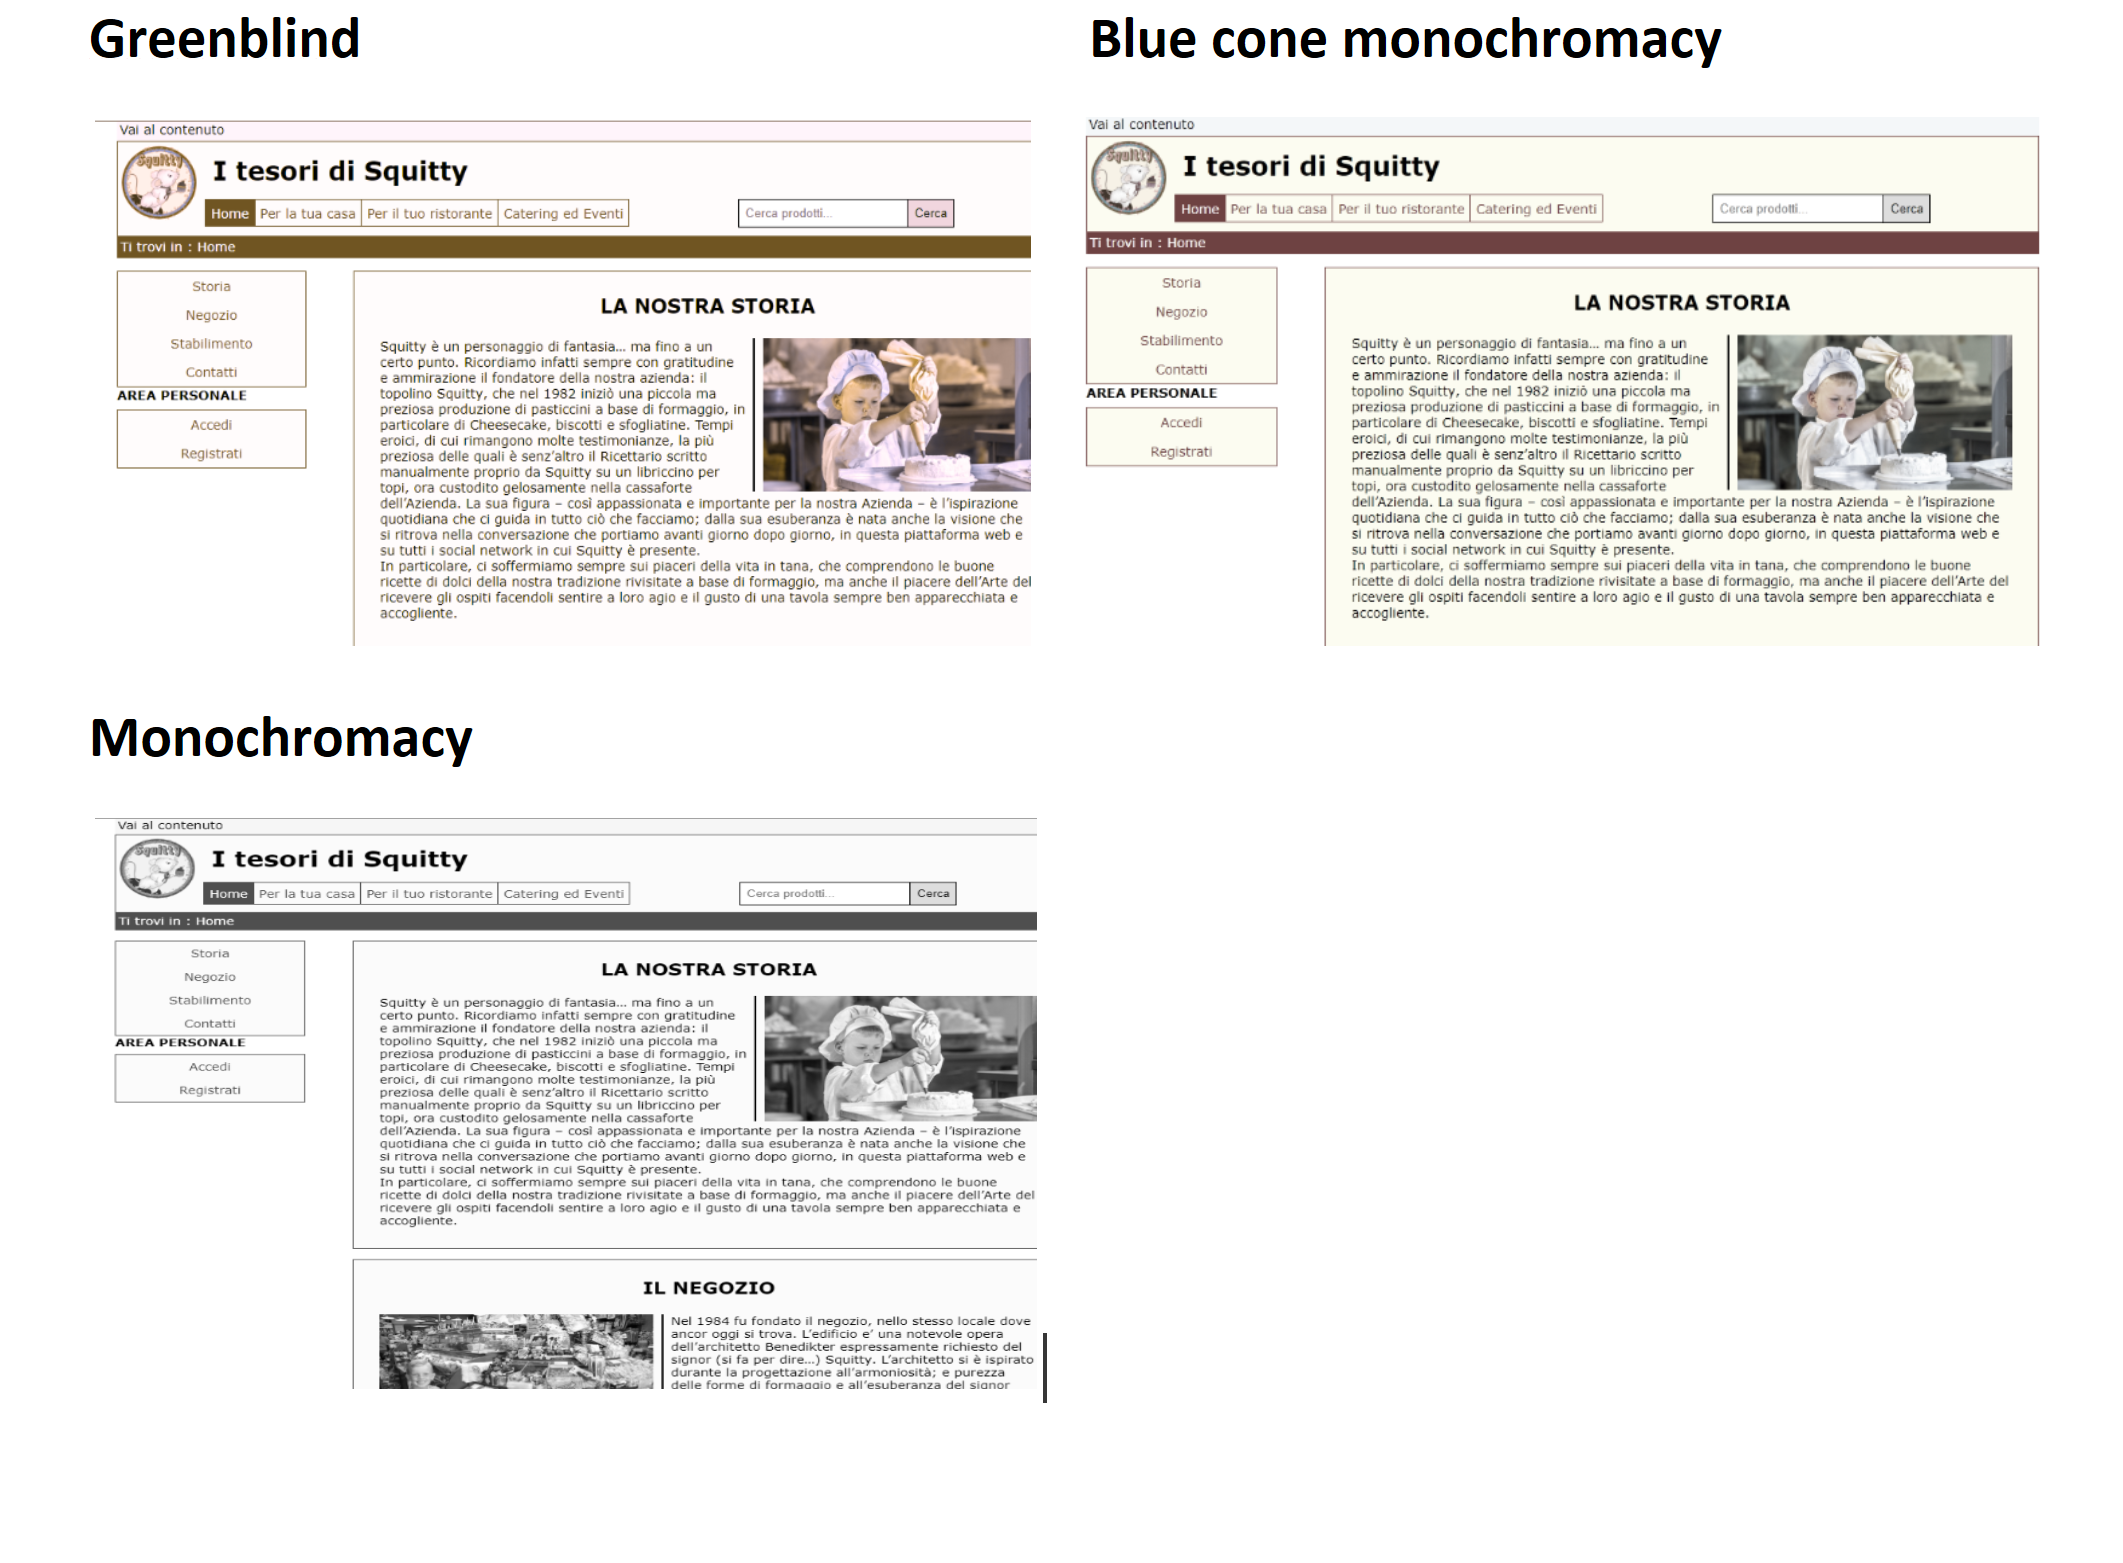 Greenblind
Vai al contenuto
Squitty
I tesori di Squitty
Home Per la tua casa Per il tuo ristorante Catering ed Eventi Cerca prodotti... Cerca
Ti trovi in : Home
Storia
Negozio
Stabilimento
Contatti
AREA PERSONALE
Accedi
Registrati
LA NOSTRA STORIA
Squitty è un personaggio di fantasia... ma fino a un
certo punto. Ricordiamo infatti sempre con gratitudine
e ammirazione il fondatore della nostra azienda: il
topolino Squitty, che nel 1982 iniziò una piccola ma
preziosa produzione di pasticcini a base di formaggio, in
particolare di Cheesecake, biscotti e sfogliatine. Tempi
eroici, di cui rimangono molte testimonianze, la più
preziosa delle quali è senz'altro il Ricettario scritto
manualmente proprio da Squitty su un libriccino per
topi, ora custodito gelosamente nella cassaforte
dell'Azienda. La sua figura – così appassionata e importante per la nostra Azienda – è l'ispirazione
quotidiana che ci guida in tutto ciò che facciamo; dalla sua esuberanza è nata anche la visione che
si ritrova nella conversazione che portiamo avanti giorno dopo giorno, in questa piattaforma web e
su tutti i social network in cui Squitty è presente.
In particolare, ci soffermiamo sempre sui piaceri della vita in tana, che comprendono le buone
ricette di dolci della nostra tradizione rivisitate a base di formaggio, ma anche il piacere dell'Arte del
ricevere gli ospiti facendoli sentire a loro agio e il gusto di una tavola sempre ben apparecchiata e
accogliente.
Blue cone monochromacy
Vai al contenuto
Squitty
I tesori di Squitty
Home Per la tua casa Per il tuo ristorante Catering ed Eventi Cerca prodotti... Cerca
Ti trovi in : Home
Storia
Negozio
Stabilimento
Contatti
AREA PERSONALE
Accedi
Registrati
LA NOSTRA STORIA
Squitty è un personaggio di fantasia... ma fino a un
certo punto. Ricordiamo infatti sempre con gratitudine
e ammirazione il fondatore della nostra azienda: il
topolino Squitty, che nel 1982 iniziò una piccola ma
preziosa produzione di pasticcini a base di formaggio, in
particolare di Cheesecake, biscotti e sfogliatine. Tempi
eroici, di cui rimangono molte testimonianze, la più
preziosa delle quali è senz'altro il Ricettario scritto
manualmente proprio da Squitty su un libriccino per
topi, ora custodito gelosamente nella cassaforte
dell'Azienda. La sua figura – così appassionata e importante per la nostra Azienda – è l'ispirazione
quotidiana che ci guida in tutto ciò che facciamo; dalla sua esuberanza è nata anche la visione che
si ritrova nella conversazione che portiamo avanti giorno dopo giorno, in questa piattaforma web e
su tutti i social network in cui Squitty è presente.
In particolare, ci soffermiamo sempre sui piaceri della vita in tana, che comprendono le buone
ricette di dolci della nostra tradizione rivisitate a base di formaggio, ma anche il piacere dell'Arte del
ricevere gli ospiti facendoli sentire a loro agio e il gusto di una tavola sempre ben apparecchiata e
accogliente.
Monochromacy
Vai al contenuto
Squitty
I tesori di Squitty
Home Per la tua casa Per il tuo ristorante Catering ed Eventi Cerca prodotti... Cerca
Ti trovi in : Home
Storia
Negozio
Stabilimento
Contatti
AREA PERSONALE
Accedi
Registrati
LA NOSTRA STORIA
Squitty è un personaggio di fantasia... ma fino a un
certo punto. Ricordiamo infatti sempre con gratitudine
e ammirazione il fondatore della nostra azienda: il
topolino Squitty, che nel 1982 iniziò una piccola ma
preziosa produzione di pasticcini a base di formaggio, in
particolare di Cheesecake, biscotti e sfogliatine. Tempi
eroici, di cui rimangono molte testimonianze, la più
preziosa delle quali è senz'altro il Ricettario scritto
manualmente proprio da Squitty su un libriccino per
topi, ora custodito gelosamente nella cassaforte
dell'Azienda. La sua figura – così appassionata e importante per la nostra Azienda – è l'ispirazione
quotidiana che ci guida in tutto ciò che facciamo; dalla sua esuberanza è nata anche la visione che
si ritrova nella conversazione che portiamo avanti giorno dopo giorno, in questa piattaforma web e
su tutti i social network in cui Squitty è presente.
In particolare, ci soffermiamo sempre sui piaceri della vita in tana, che comprendono le buone
ricette di dolci della nostra tradizione rivisitate a base di formaggio, ma anche il piacere dell'Arte del
ricevere gli ospiti facendoli sentire a loro agio e il gusto di una tavola sempre ben apparecchiata e
accogliente.
IL NEGOZIO
Nel 1984 fu fondato il negozio, nello stesso locale dove
ancor oggi si trova. L'edificio e' una notevole opera
dell'architetto Benedikter espressamente richiesto del
signor (si fa per dire...) Squitty. L'architetto si è ispirato
durante la progettazione all'armoniosità; e purezza
delle forme di formaggio e all'esuberanza del signor